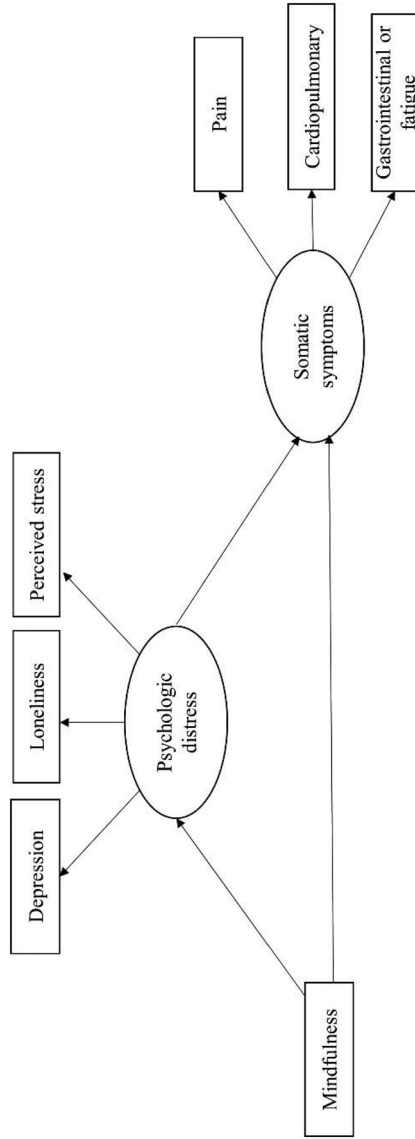 Depression
Loneliness
Perceived stress
Psychologic
distress
Mindfulness
Somatic
symptoms
Pain
Cardiopulmonary
Gastrointestinal or
fatigue